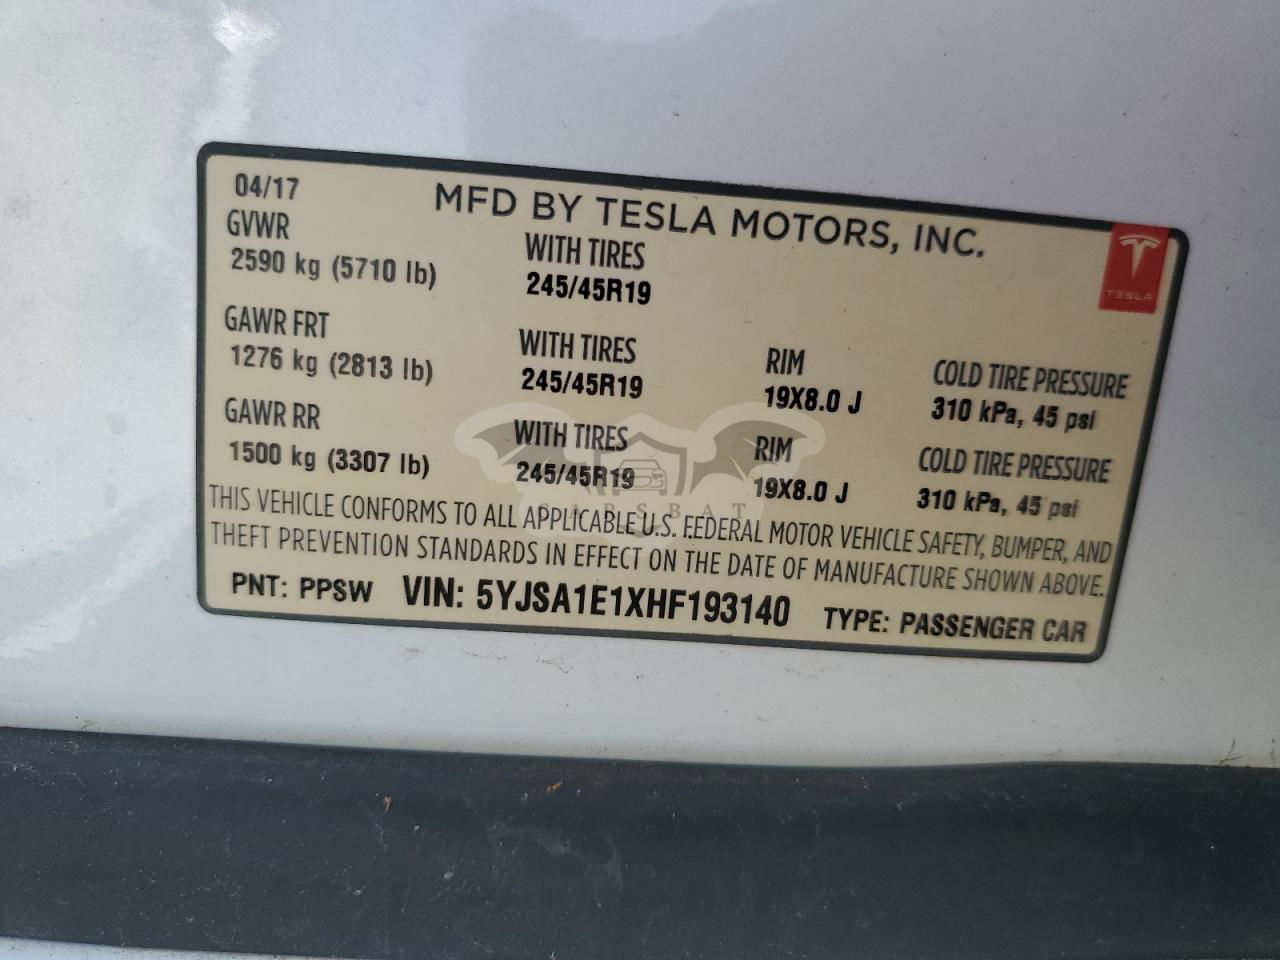 04/17 MFD BY TESLA MOTORS, INC.
GVWR WITH TIRES
2590 kg (5710 lb) 245/45R19
TESLA
GAWR FRT WITH TIRES RIM COLD TIRE PRESSURE
1276 kg (2813 lb) 245/45R19 19X8.0 J 310 kPa, 45 psi
GAWR RR WITH TIRES RIM COLD TIRE PRESSURE
1500 kg (3307 lb) 245/45R19 19X8.0 J 310 kPa, 45 psi
CARSBAT
THIS VEHICLE CONFORMS TO ALL APPLICABLE U.S. FEDERAL MOTOR VEHICLE SAFETY, BUMPER, AND
THEFT PREVENTION STANDARDS IN EFFECT ON THE DATE OF MANUFACTURE SHOWN ABOVE.
PNT: PPSW VIN: 5YJSA1E1XHF193140 TYPE: PASSENGER CAR